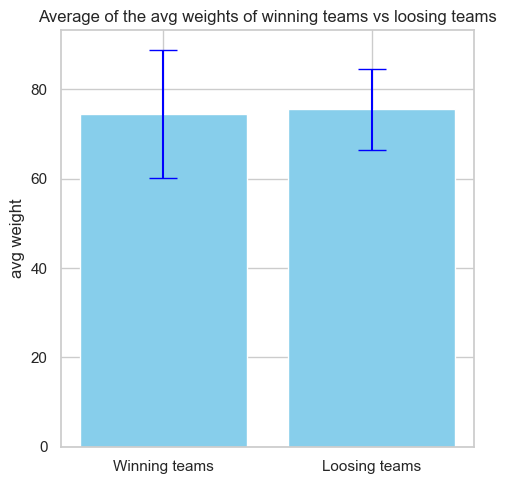 Average of the avg weights of winning teams vs loosing teams
avg weight
80
60
40
20
0
Winning teams
Loosing teams